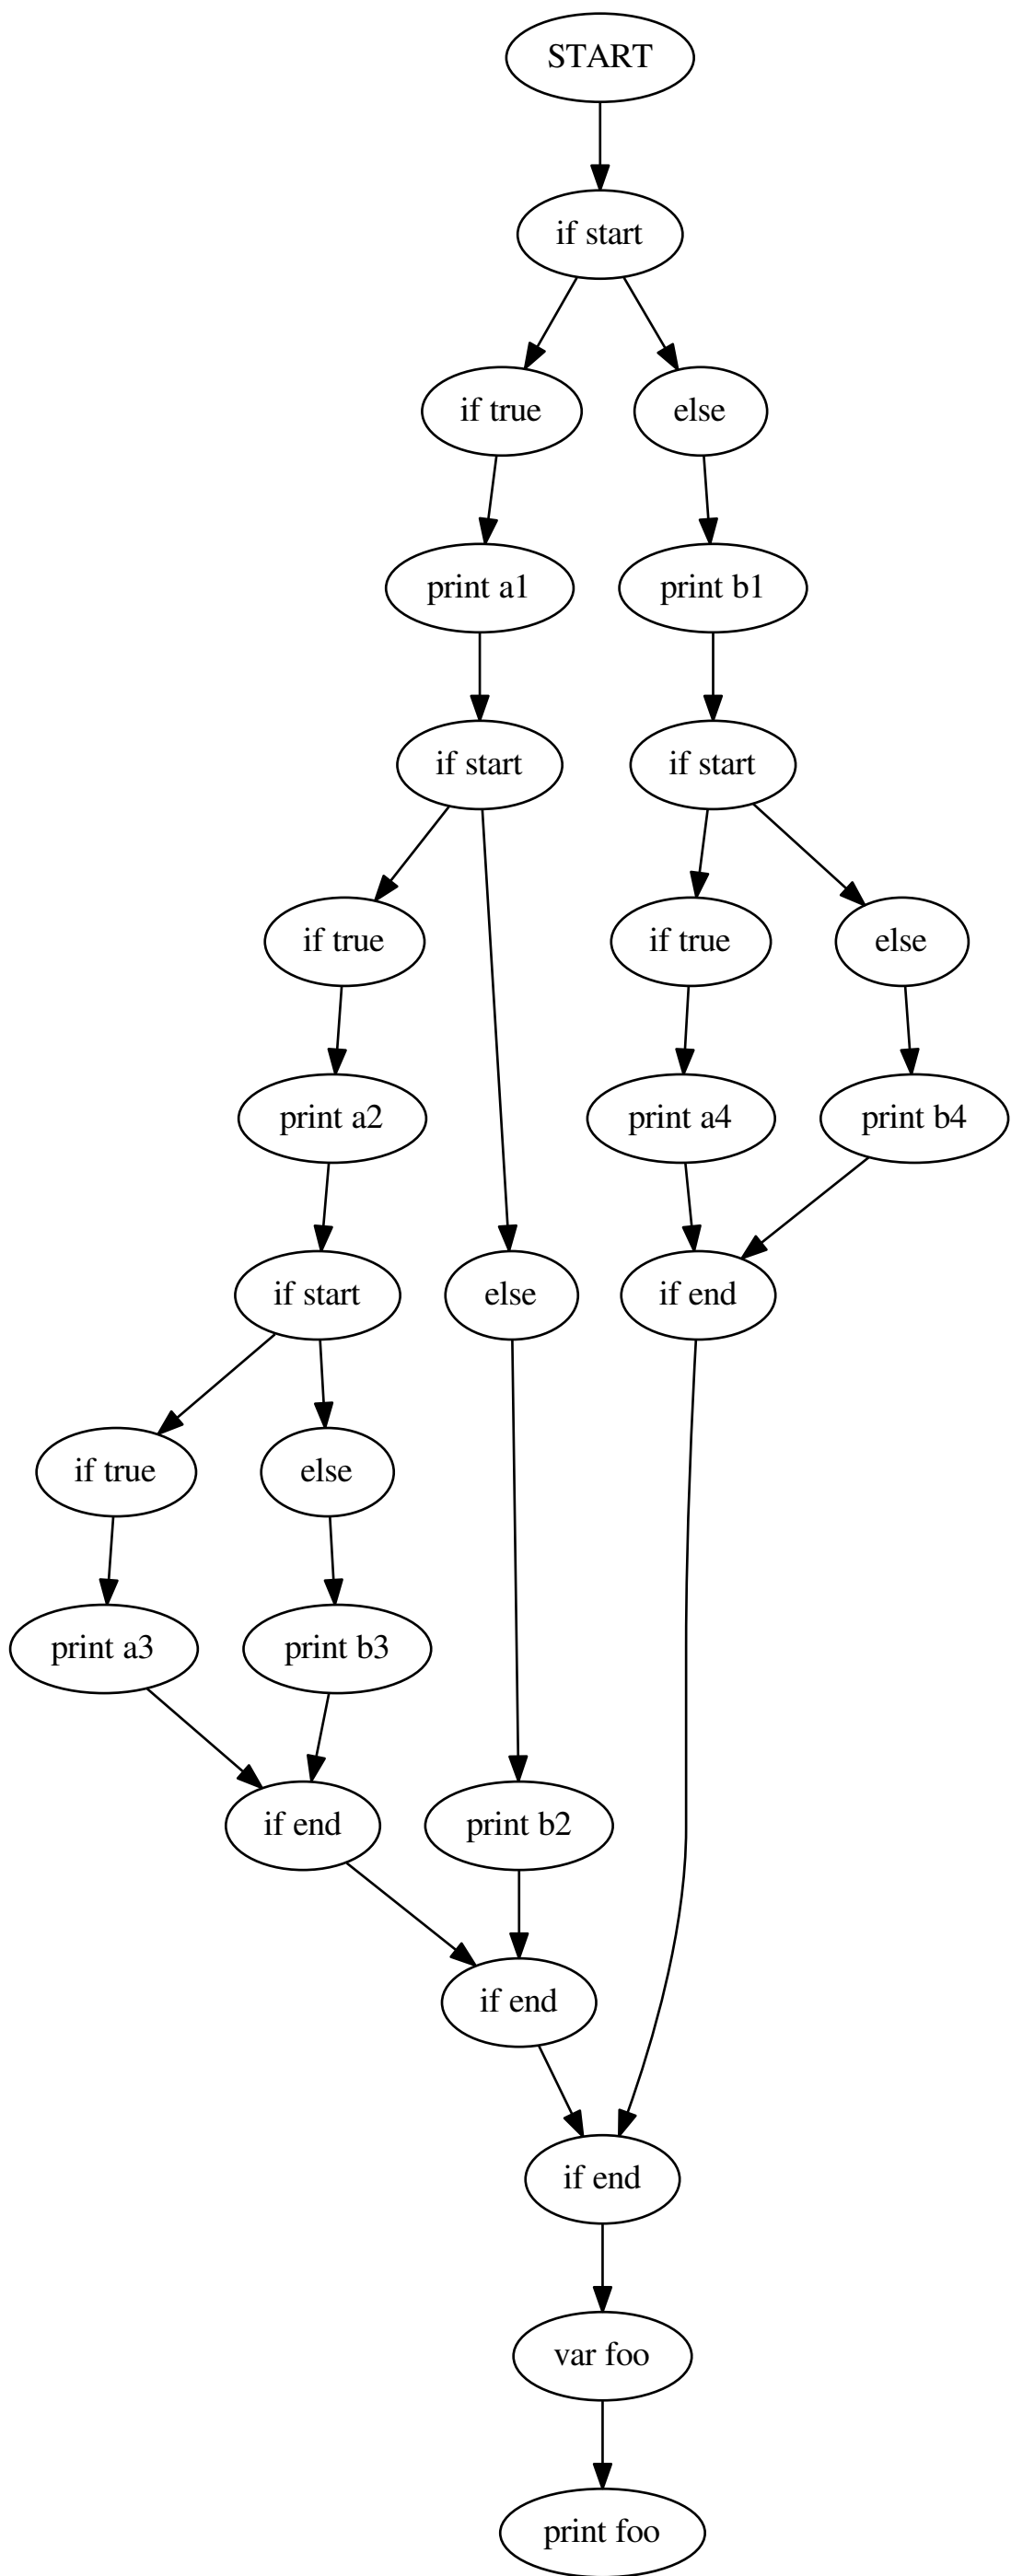 START
if start
if true
else
print a1
print b1
if start
if start
if true
if true
else
print a2
print a4
print b4
if start
else
if end
if true
else
print a3
print b3
if end
print b2
if end
if end
var foo
print foo